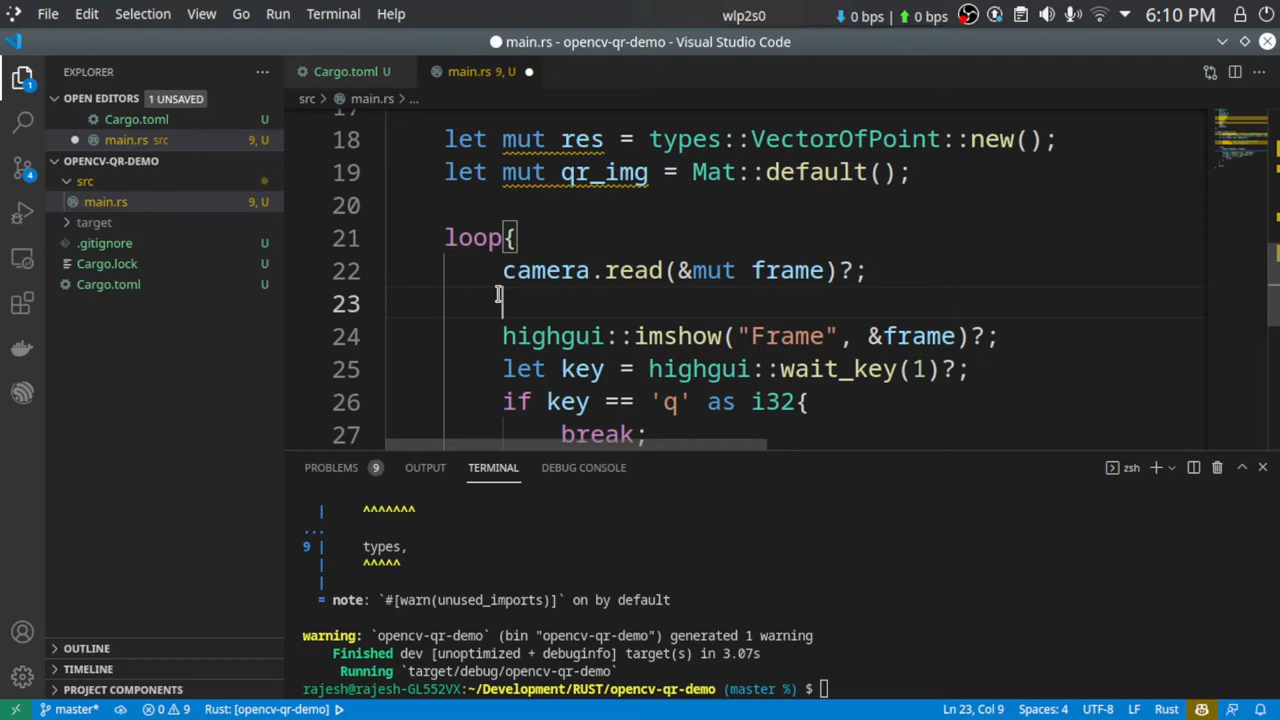 File Edit Selection View Go Run Terminal Help wlp2s0 0 bps 0 bps 6:10 PM
main.rs - opencv-qr-demo - Visual Studio Code
EXPLORER
OPEN EDITORS 1 UNSAVED
Cargo.toml
main.rs src 9, U
OPENCV-QR-DEMO
src
main.rs 9, U
target
.gitignore U
Cargo.lock U
Cargo.toml U
OUTLINE
TIMELINE
PROJECT COMPONENTS
1
4
Cargo.toml U main.rs 9, U
src > main.rs > ...
17
18 let mut res = types::VectorOfPoint::new();
19 let mut qr_img = Mat::default();
20
21 loop{
22 camera.read(&mut frame)?;
23
24 highgui::imshow("Frame", &frame)?;
25 let key = highgui::wait_key(1)?;
26 if key == 'q' as i32{
27 break;
PROBLEMS 9 OUTPUT TERMINAL DEBUG CONSOLE zsh
| ^^^^^^^
...
9 | types,
| ^^^^^
|
= note: `#[warn(unused_imports)]` on by default
warning: `opencv-qr-demo` (bin "opencv-qr-demo") generated 1 warning
Finished dev [unoptimized + debuginfo] target(s) in 3.07s
Running `target/debug/opencv-qr-demo`
rajesh@rajesh-GL552VX:~/Development/RUST/opencv-qr-demo (master %) $
master* 0 9 Rust: [opencv-qr-demo] Ln 23, Col 9 Spaces: 4 UTF-8 LF Rust